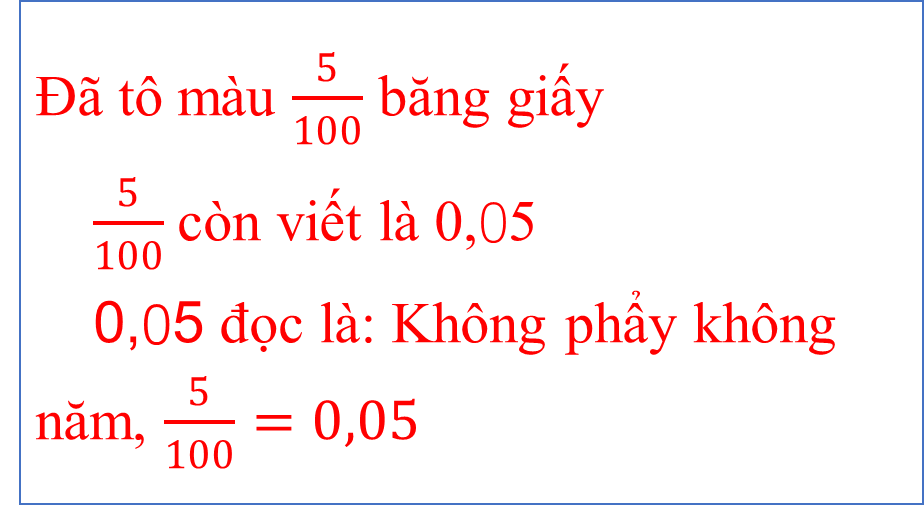 Đã tô màu 5/100 băng giấy
5/100 còn viết là 0,05
0,05 đọc là: Không phẩy không
năm, 5/100 = 0,05